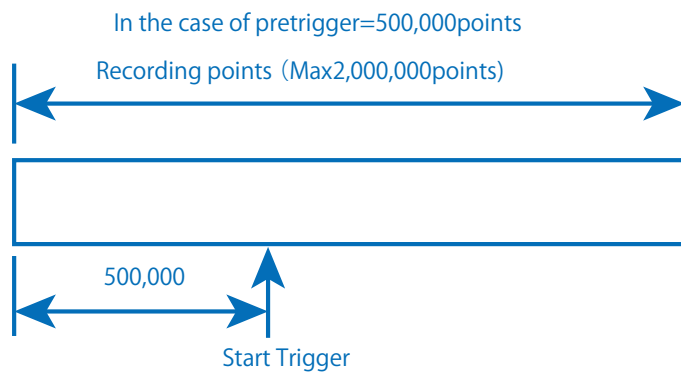 In the case of pretrigger=500,000points
Recording points（Max2,000,000points)
500,000
Start Trigger